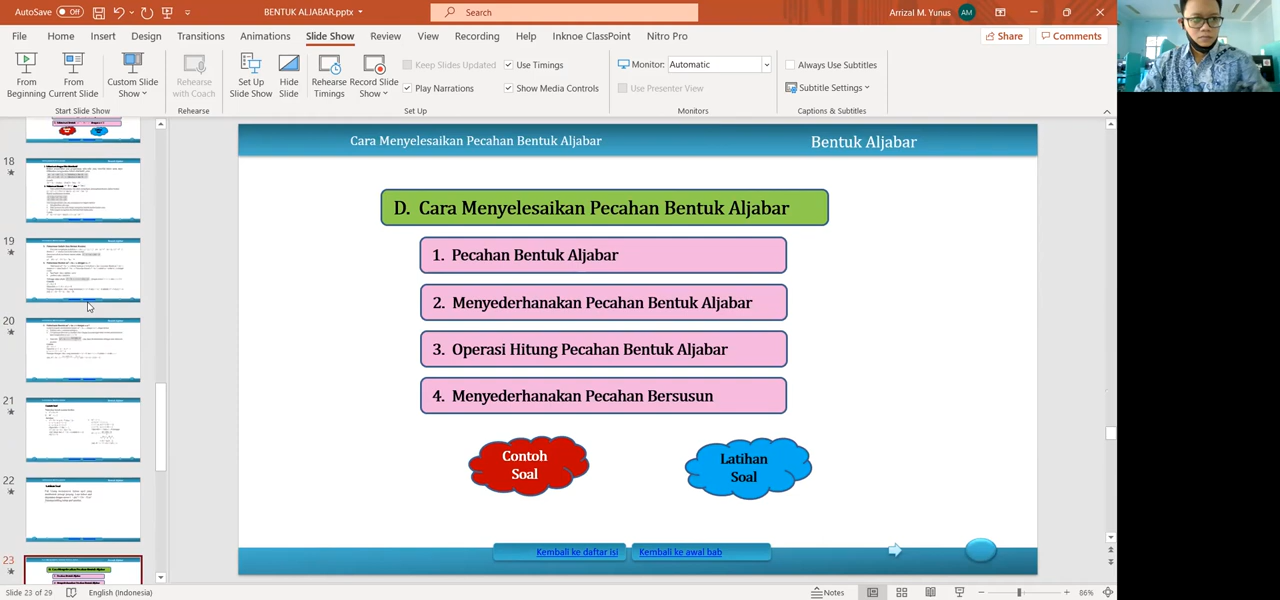 AutoSave Off
BENTUK ALJABAR.pptx
Search
Arrizal M. Yunus AM
File Home Insert Design Transitions Animations Slide Show Review View Recording Help Inknoe ClassPoint Nitro Pro
Share Comments
From Beginning
From Current Slide
Custom Slide Show
Rehearse with Coach
Set Up Slide Show
Hide Slide
Rehearse Timings
Record Slide Show
Keep Slides Updated
Play Narrations
Use Timings
Show Media Controls
Monitor: Automatic
Use Presenter View
Always Use Subtitles
Subtitle Settings
Start Slide Show Rehearse Set Up Monitors Captions & Subtitles
18
19
20
21
22
23
Cara Menyelesaikan Pecahan Bentuk Aljabar
Bentuk Aljabar
D. Cara Menyelesaikan Pecahan Bentuk Aljabar
1. Pecahan Bentuk Aljabar
2. Menyederhanakan Pecahan Bentuk Aljabar
3. Operasi Hitung Pecahan Bentuk Aljabar
4. Menyederhanakan Pecahan Bersusun
Contoh
Soal
Latihan
Soal
Kembali ke daftar isi
Kembali ke awal bab
Slide 23 of 29 English (Indonesia) Notes 86%